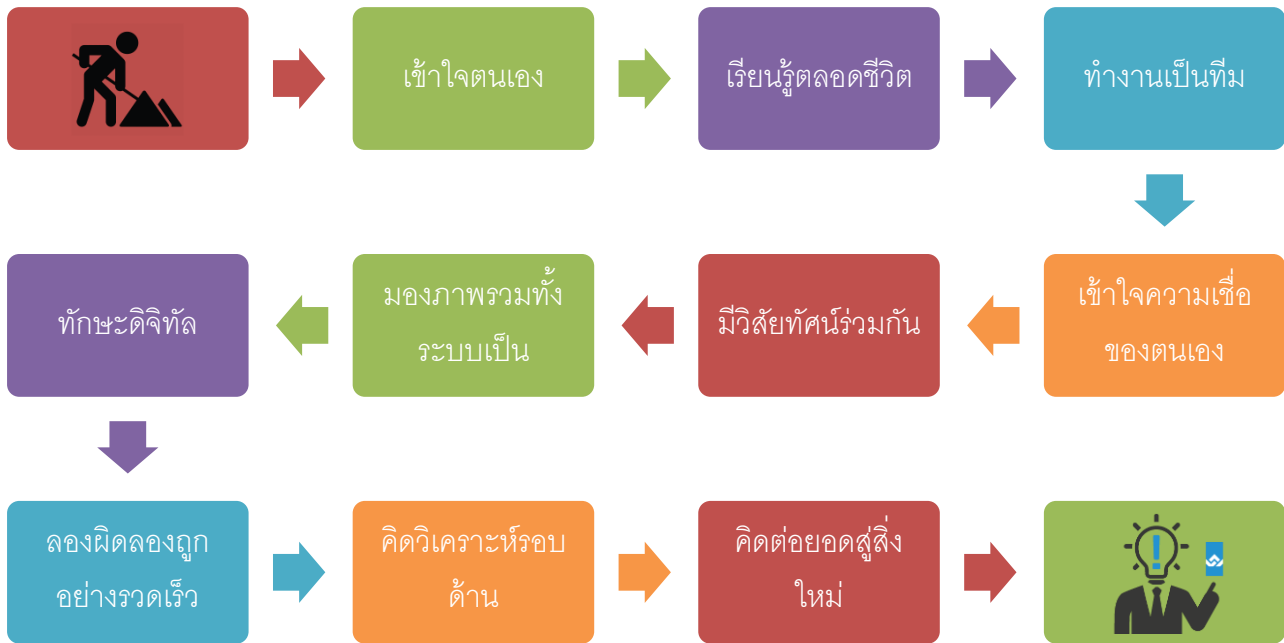 เข้าใจตนเอง
เรียนรู้ตลอดชีวิต
ทำงานเป็นทีม
เข้าใจความเชื่อ
ของตนเอง
มีวิสัยทัศน์ร่วมกัน
มองภาพรวมทั้ง
ระบบเป็น
ทักษะดิจิทัล
ลองผิดลองถูก
อย่างรวดเร็ว
คิดวิเคราะห์รอบ
ด้าน
คิดต่อยอดสู่สิ่ง
ใหม่